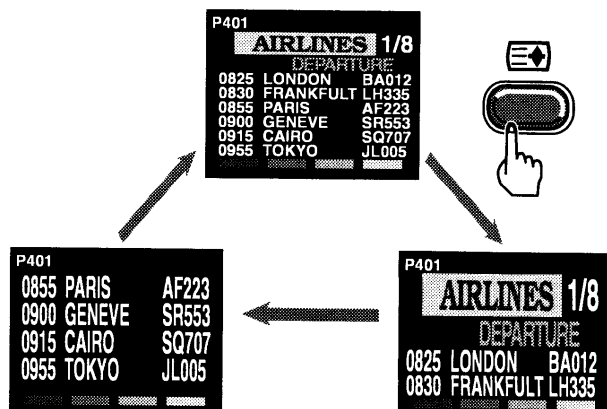 P401
AIRLINES 1/8
DEPARTURE
0825 LONDON BA012
0830 FRANKFULT LH335
0855 PARIS AF223
0900 GENEVE SR553
0915 CAIRO SQ707
0955 TOKYO JL005
P401
0855 PARIS AF223
0900 GENEVE SR553
0915 CAIRO SQ707
0955 TOKYO JL005
P401
AIRLINES 1/8
DEPARTURE
0825 LONDON BA012
0830 FRANKFULT LH335